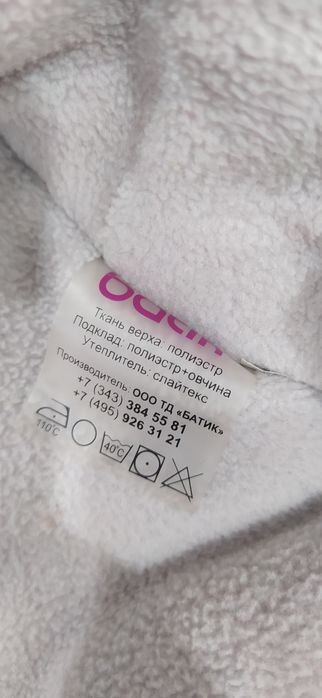 Ткань верха: полиэстр
Подклад: полиэстр+овчина
Утеплитель: слайтекс
Производитель: ООО ТД «БАТИК»
+7 (343) 384 55 81
+7 (495) 926 31 21
110°C 40°C